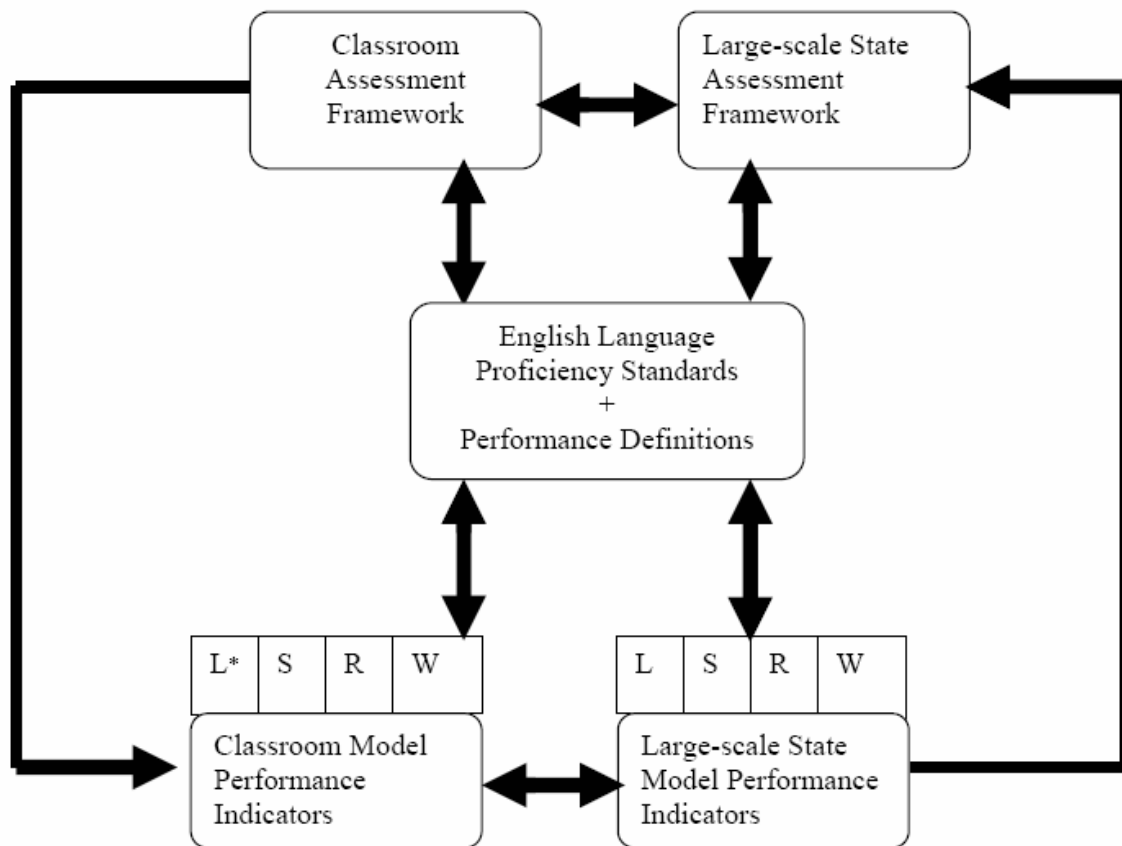 Classroom
Assessment
Framework
Large-scale State
Assessment
Framework
English Language
Proficiency Standards
+
Performance Definitions
L* S R W
L S R W
Classroom Model
Performance
Indicators
Large-scale State
Model Performance
Indicators